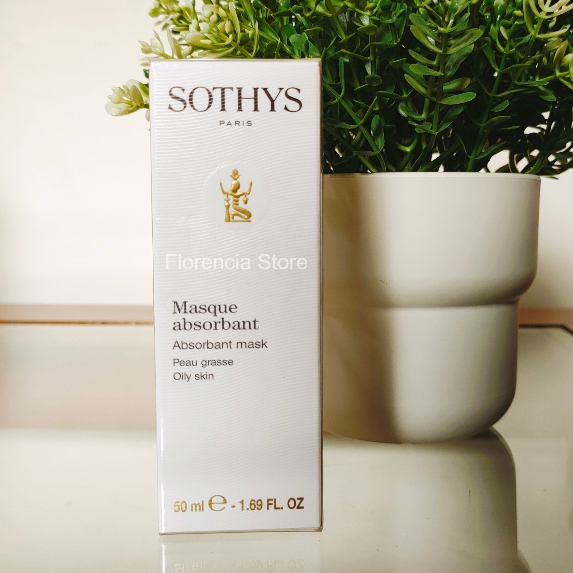 SOTHYS
PARIS
Florencia Store
Masque
absorbant
Absorbant mask
Peau grasse
Oily skin
50 ml ℮ - 1.69 FL. OZ